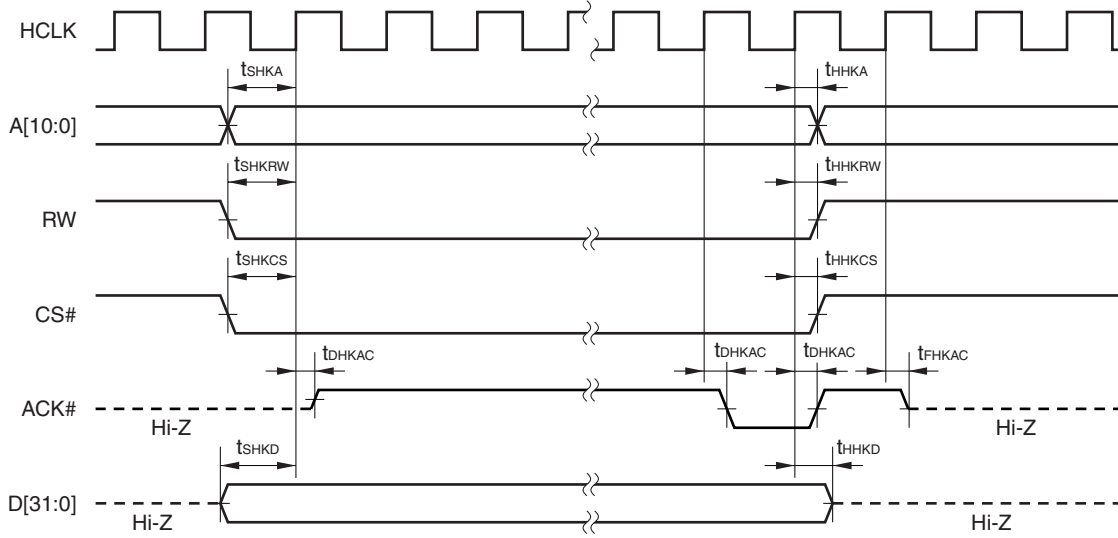 HCLK
tSHKA
tHHKA
A[10:0]
tSHKRW
tHHKRW
RW
tSHKCS
tHHKCS
CS#
tDHKAC
tDHKAC
tDHKAC
tFHKAC
ACK#
Hi-Z
Hi-Z
tSHKD
tHHKD
D[31:0]
Hi-Z
Hi-Z